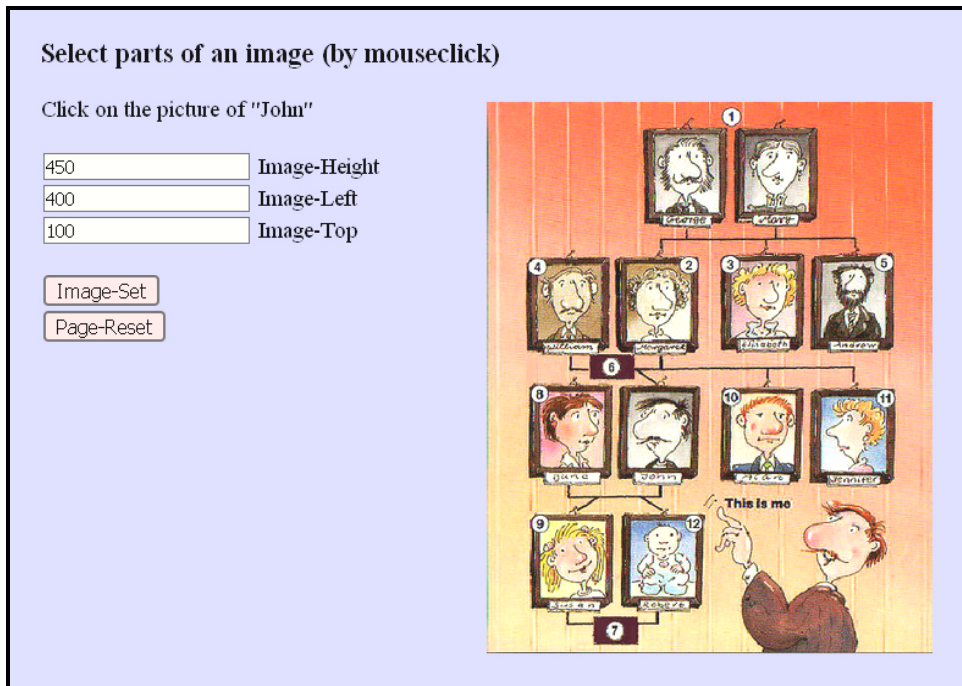 Select parts of an image (by mouseclick)
Click on the picture of "John"
450 Image-Height
400 Image-Left
100 Image-Top
Image-Set
Page-Reset
1
George Mary
4 2 3 5
William Margaret Elisabeth Andrew
6
8 10 11
Jane John Alan Jennifer
This is me
9 12
Susan Robert
7